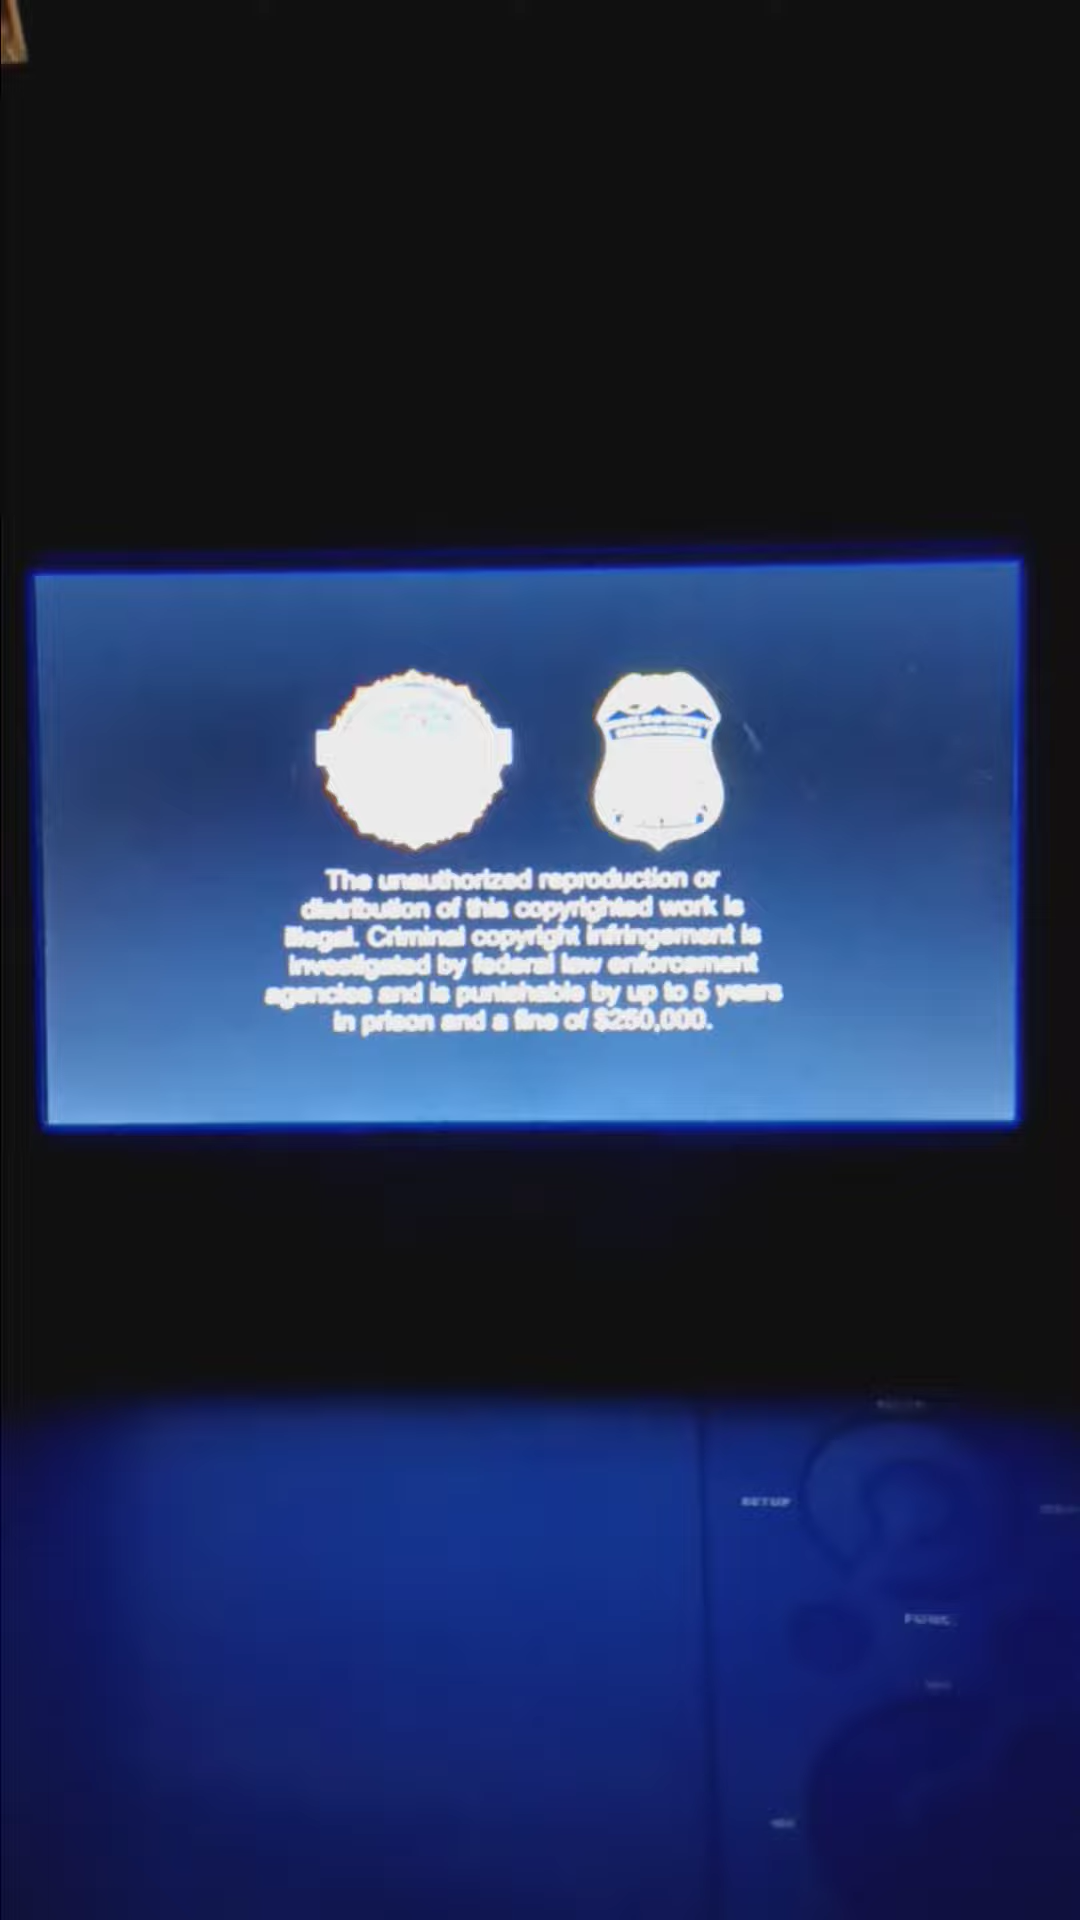 The unauthorized reproduction or
distribution of this copyrighted work is
illegal. Criminal copyright infringement is
investigated by federal law enforcement
agencies and is punishable by up to 5 years
in prison and a fine of $250,000.
SETUP
FUNC.